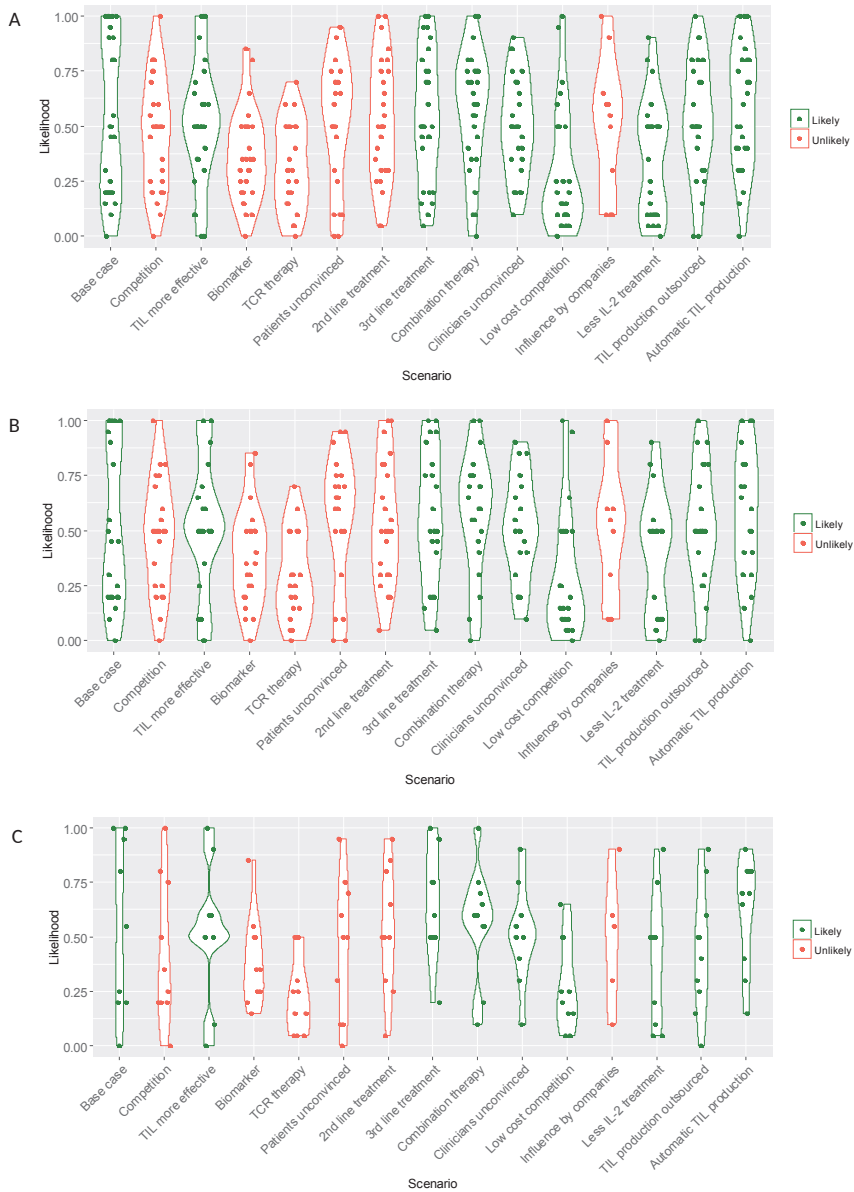 A
1.00
0.75
0.50
0.25
0.00
Likelihood
Base case
Competition
TIL more effective
Biomarker
TCR therapy
Patients unconvinced
2nd line treatment
3rd line treatment
Combination therapy
Clinicians unconvinced
Low cost competition
Influence by companies
Less IL-2 treatment
TIL production outsourced
Automatic TIL production
Scenario
Likely
Unlikely
B
1.00
0.75
0.50
0.25
0.00
Likelihood
Base case
Competition
TIL more effective
Biomarker
TCR therapy
Patients unconvinced
2nd line treatment
3rd line treatment
Combination therapy
Clinicians unconvinced
Low cost competition
Influence by companies
Less IL-2 treatment
TIL production outsourced
Automatic TIL production
Scenario
Likely
Unlikely
C
1.00
0.75
0.50
0.25
0.00
Likelihood
Base case
Competition
TIL more effective
Biomarker
TCR therapy
Patients unconvinced
2nd line treatment
3rd line treatment
Combination therapy
Clinicians unconvinced
Low cost competition
Influence by companies
Less IL-2 treatment
TIL production outsourced
Automatic TIL production
Scenario
Likely
Unlikely